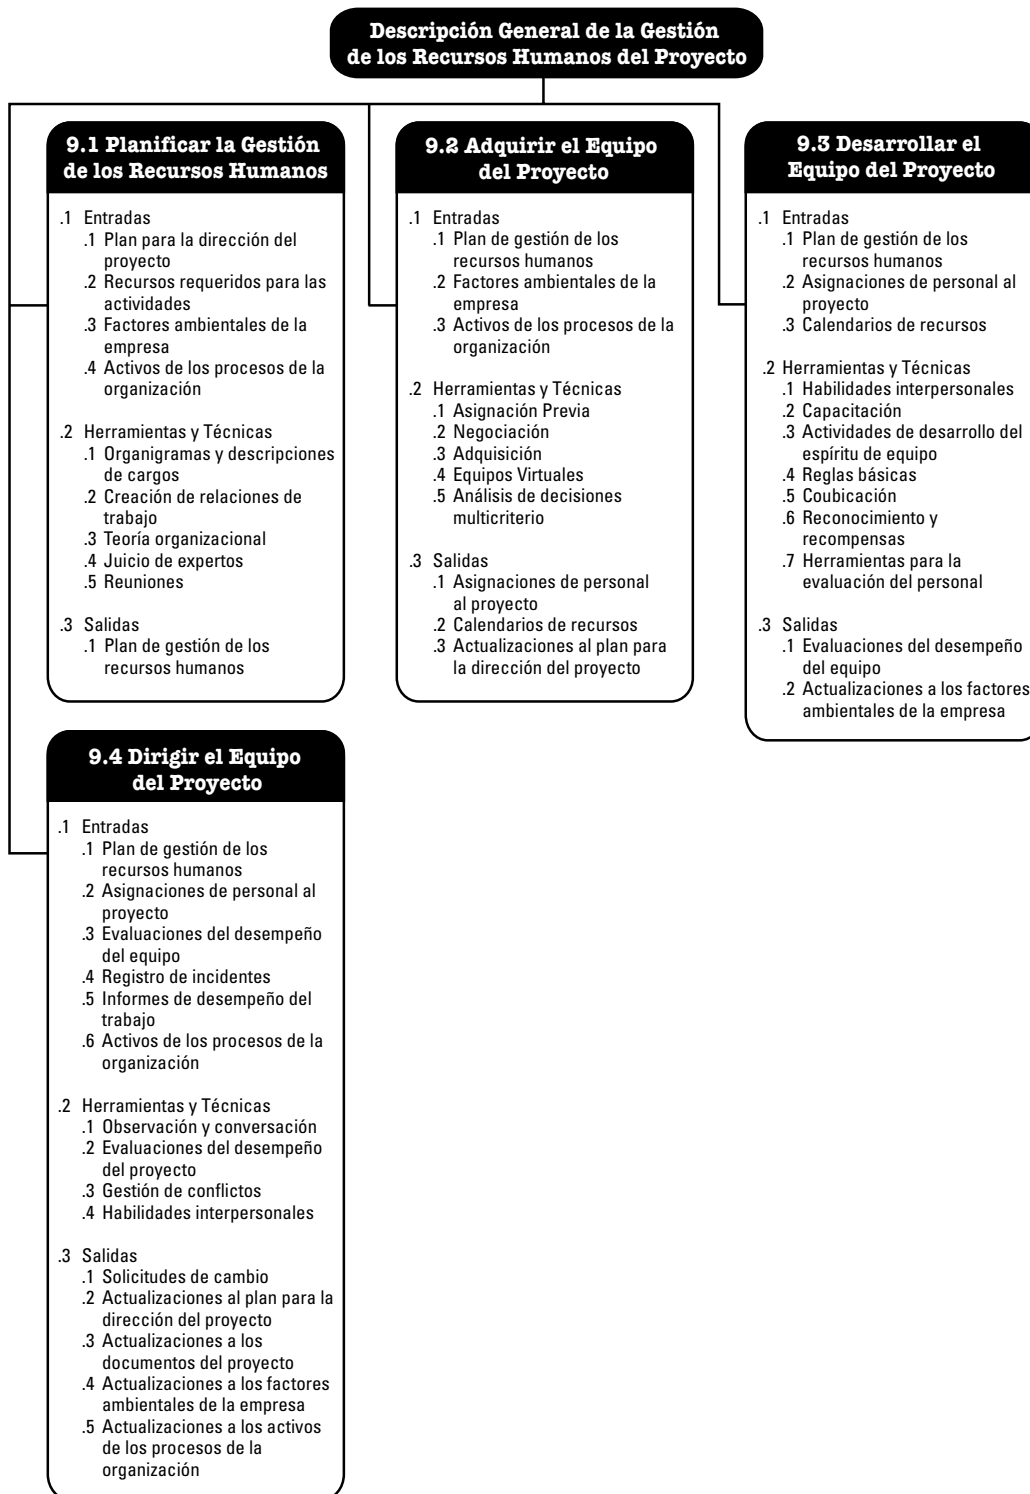 Descripción General de la Gestión
de los Recursos Humanos del Proyecto
9.1 Planificar la Gestión
de los Recursos Humanos
.1 Entradas
.1 Plan para la dirección del
proyecto
.2 Recursos requeridos para las
actividades
.3 Factores ambientales de la
empresa
.4 Activos de los procesos de la
organización
.2 Herramientas y Técnicas
.1 Organigramas y descripciones
de cargos
.2 Creación de relaciones de
trabajo
.3 Teoría organizacional
.4 Juicio de expertos
.5 Reuniones
.3 Salidas
.1 Plan de gestión de los
recursos humanos
9.2 Adquirir el Equipo
del Proyecto
.1 Entradas
.1 Plan de gestión de los
recursos humanos
.2 Factores ambientales de la
empresa
.3 Activos de los procesos de la
organización
.2 Herramientas y Técnicas
.1 Asignación Previa
.2 Negociación
.3 Adquisición
.4 Equipos Virtuales
.5 Análisis de decisiones
multicriterio
.3 Salidas
.1 Asignaciones de personal
al proyecto
.2 Calendarios de recursos
.3 Actualizaciones al plan para
la dirección del proyecto
9.3 Desarrollar el
Equipo del Proyecto
.1 Entradas
.1 Plan de gestión de los
recursos humanos
.2 Asignaciones de personal al
proyecto
.3 Calendarios de recursos
.2 Herramientas y Técnicas
.1 Habilidades interpersonales
.2 Capacitación
.3 Actividades de desarrollo del
espíritu de equipo
.4 Reglas básicas
.5 Coubicación
.6 Reconocimiento y
recompensas
.7 Herramientas para la
evaluación del personal
.3 Salidas
.1 Evaluaciones del desempeño
del equipo
.2 Actualizaciones a los factores
ambientales de la empresa
9.4 Dirigir el Equipo
del Proyecto
.1 Entradas
.1 Plan de gestión de los
recursos humanos
.2 Asignaciones de personal al
proyecto
.3 Evaluaciones del desempeño
del equipo
.4 Registro de incidentes
.5 Informes de desempeño del
trabajo
.6 Activos de los procesos de la
organización
.2 Herramientas y Técnicas
.1 Observación y conversación
.2 Evaluaciones del desempeño
del proyecto
.3 Gestión de conflictos
.4 Habilidades interpersonales
.3 Salidas
.1 Solicitudes de cambio
.2 Actualizaciones al plan para la
dirección del proyecto
.3 Actualizaciones a los
documentos del proyecto
.4 Actualizaciones a los factores
ambientales de la empresa
.5 Actualizaciones a los activos
de los procesos de la
organización